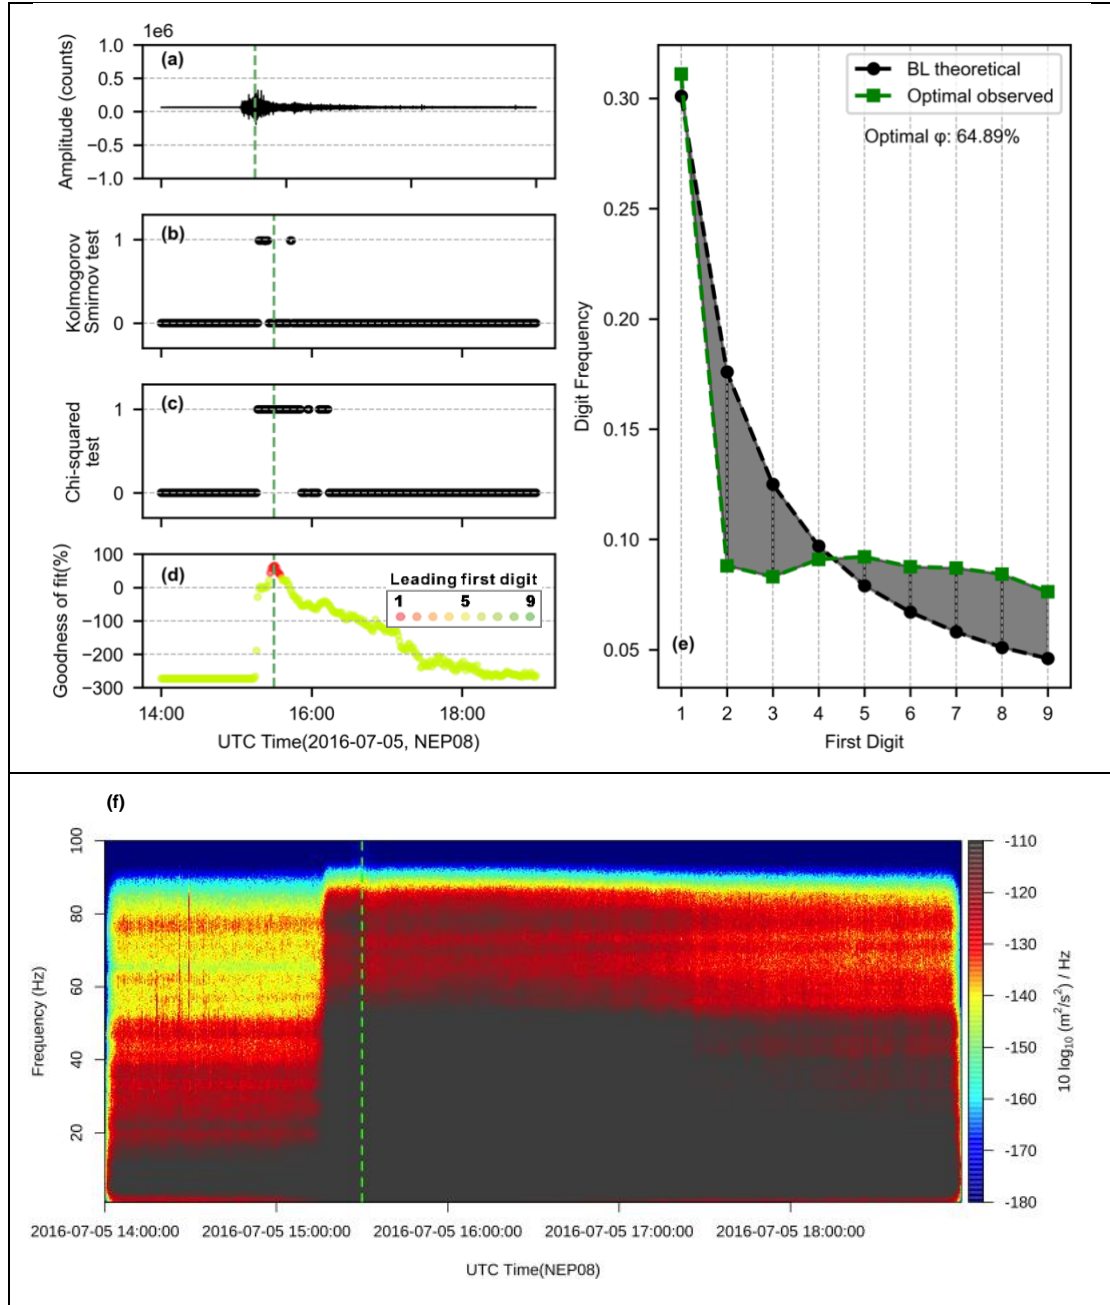 1e6
(a)
Amplitude (counts)
1.0
0.5
0.0
−0.5
−1.0
(b)
Kolmogorov
Smirnov test
1
0
16:00
18:00
(c)
Chi-squared
test
1
0
(d)
Goodness of fit(%)
100
0
−100
−200
−300
Leading first digit
1 5 9
14:00 16:00 18:00
UTC Time(2016-07-05, NEP08)
BL theoretical
Optimal observed
Optimal φ: 64.89%
Digit Frequency
0.30
0.25
0.20
0.15
0.10
0.05
(e)
1 2 3 4 5 6 7 8 9
First Digit
(f)
Frequency (Hz)
100
80
60
40
20
2016-07-05 14:00:00 2016-07-05 15:00:00 2016-07-05 16:00:00 2016-07-05 17:00:00 2016-07-05 18:00:00
UTC Time(NEP08)
-110
-120
-130
-140
-150
-160
-170
-180
10 log₁₀ (m²/s²) / Hz